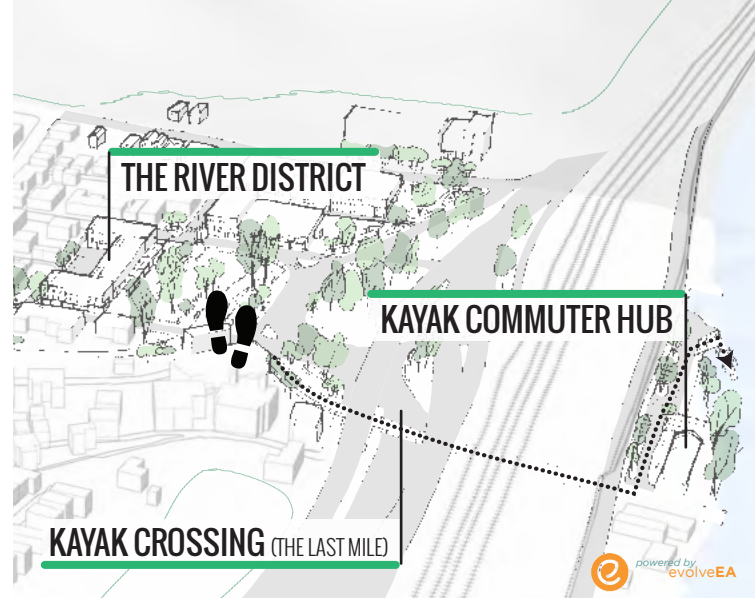 THE RIVER DISTRICT
KAYAK COMMUTER HUB
KAYAK CROSSING (THE LAST MILE)
powered by
evolveEA